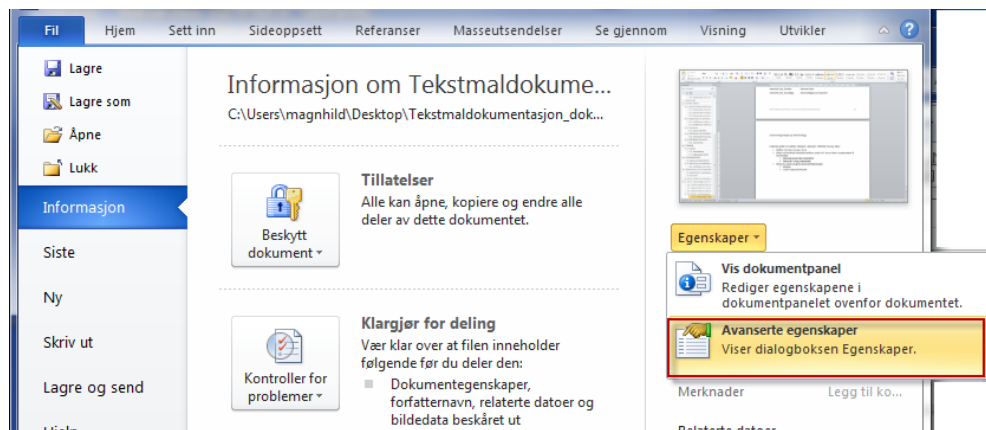 Fil Hjem Sett inn Sideoppsett Referanser Masseutsendelser Se gjennom Visning Utvikler
Lagre
Lagre som
Åpne
Lukk
Informasjon
Siste
Ny
Skriv ut
Lagre og send
Informasjon om Tekstmaldokume...
C:\Users\magnhild\Desktop\Tekstmaldokumentasjon_dok...
Beskytt
dokument
Tillatelser
Alle kan åpne, kopiere og endre alle
deler av dette dokumentet.
Kontroller for
problemer
Klargjør for deling
Vær klar over at filen inneholder
følgende før du deler den:
Dokumentegenskaper,
forfatternavn, relaterte datoer og
bildedata beskåret ut
Egenskaper
Vis dokumentpanel
Rediger egenskapene i
dokumentpanelet ovenfor dokumentet.
Avanserte egenskaper
Viser dialogboksen Egenskaper.
Merknader Legg til ko...
Relaterte datoer